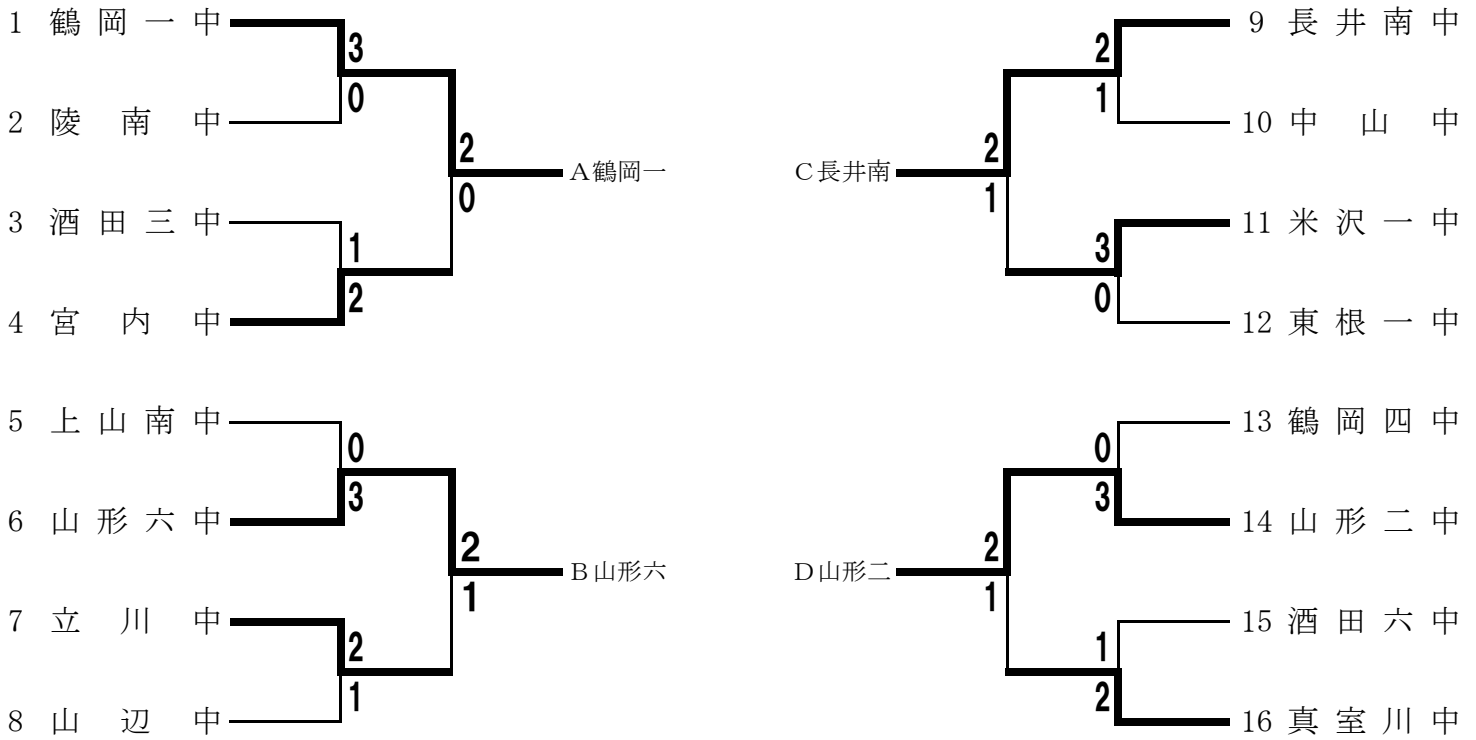 1 鶴岡一中
3
0
2 陵南中
2
0
A鶴岡一
3 酒田三中
1
2
4 宮内中
5 上山南中
0
3
6 山形六中
2
1
B山形六
7 立川中
2
1
8 山辺中
9 長井南中
2
1
10 中山中
C長井南
2
1
11 米沢一中
3
0
12 東根一中
13 鶴岡四中
0
3
14 山形二中
D山形二
2
1
15 酒田六中
1
2
16 真室川中